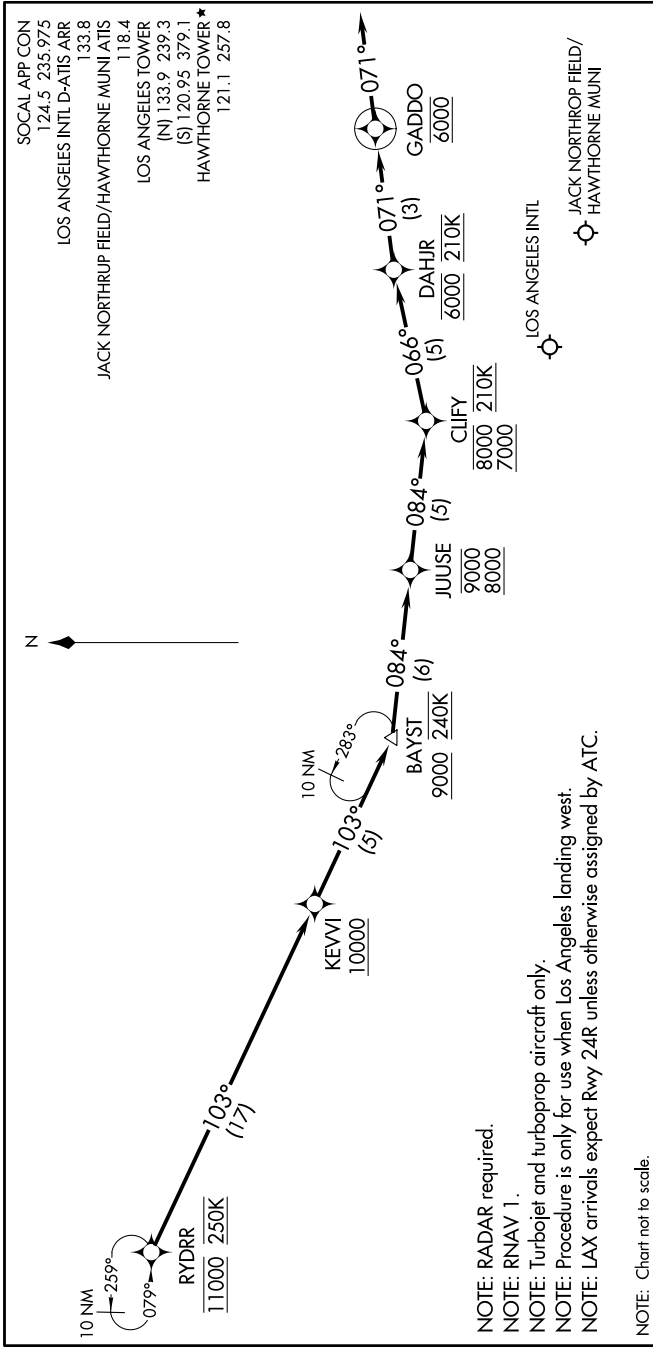 SOCAL APP CON
124.5 235.975
LOS ANGELES INTL D-ATIS ARR
133.8
JACK NORTHRUP FIELD/HAWTHORNE MUNI ATIS
118.4
LOS ANGELES TOWER
(N) 133.9 239.3
(S) 120.95 379.1
HAWTHORNE TOWER★
121.1 257.8
N
10 NM
259°
079°
RYDRR
11000 250K
103°
(17)
KEVVI
10000
103°
(5)
10 NM
283°
BAYST
9000 240K
084°
(6)
JUUSE
9000
8000
084°
(5)
CLIFY
8000 210K
7000
066°
(5)
DAHJR
6000 210K
071°
(3)
GADDO
6000
071°
LOS ANGELES INTL
JACK NORTHROP FIELD/
HAWTHORNE MUNI
NOTE: RADAR required.
NOTE: RNAV 1.
NOTE: Turbojet and turboprop aircraft only.
NOTE: Procedure is only for use when Los Angeles landing west.
NOTE: LAX arrivals expect Rwy 24R unless otherwise assigned by ATC.
NOTE: Chart not to scale.